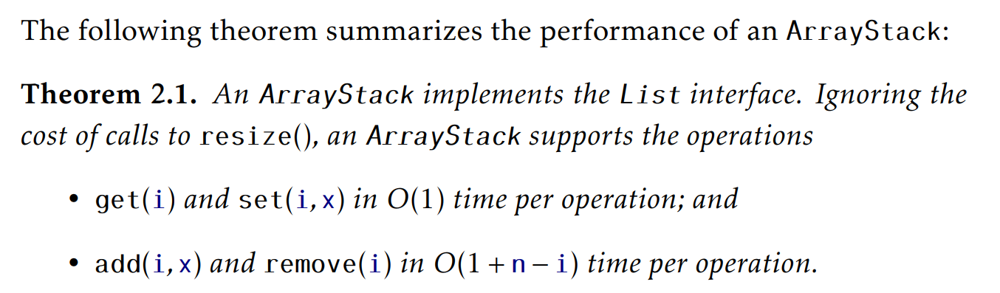 The following theorem summarizes the performance of an ArrayStack:
Theorem 2.1. An ArrayStack implements the List interface. Ignoring the
cost of calls to resize(), an ArrayStack supports the operations
• get(i) and set(i,x) in O(1) time per operation; and
• add(i,x) and remove(i) in O(1 + n − i) time per operation.